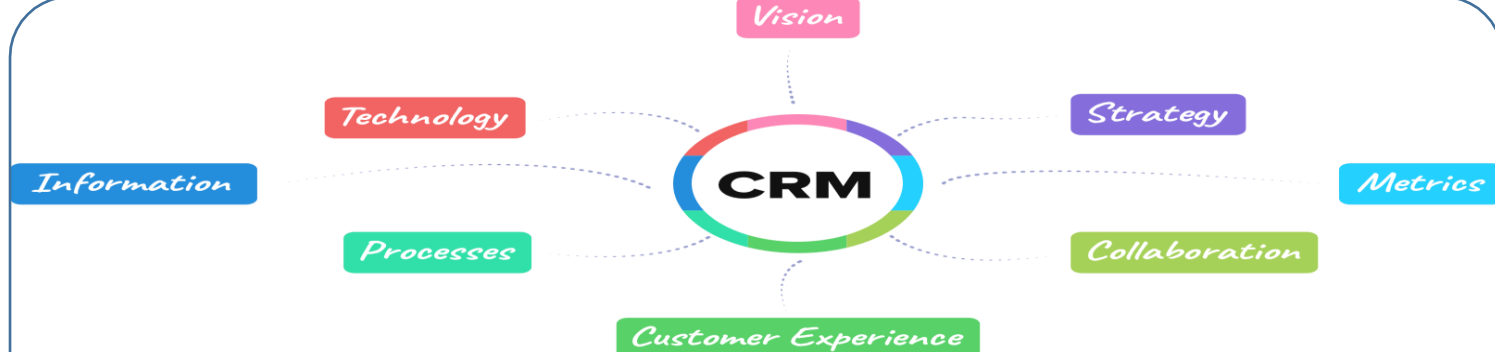 Vision
Technology
Strategy
CRM
Information
Metrics
Processes
Collaboration
Customer Experience